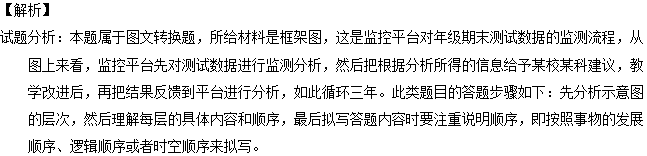 【解析】
试题分析：本题属于图文转换题，所给材料是框架图，这是监控平台对年级期末测试数据的监测流程，从
图上来看，监控平台先对测试数据进行监测分析，然后把根据分析所得的信息给予某校某科建议，教
学改进后，再把结果反馈到平台进行分析，如此循环三年。此类题目的答题步骤如下：先分析示意图
的层次，然后理解每层的具体内容和顺序，最后拟写答题内容时要注重说明顺序，即按照事物的发展
顺序、逻辑顺序或者时空顺序来拟写。